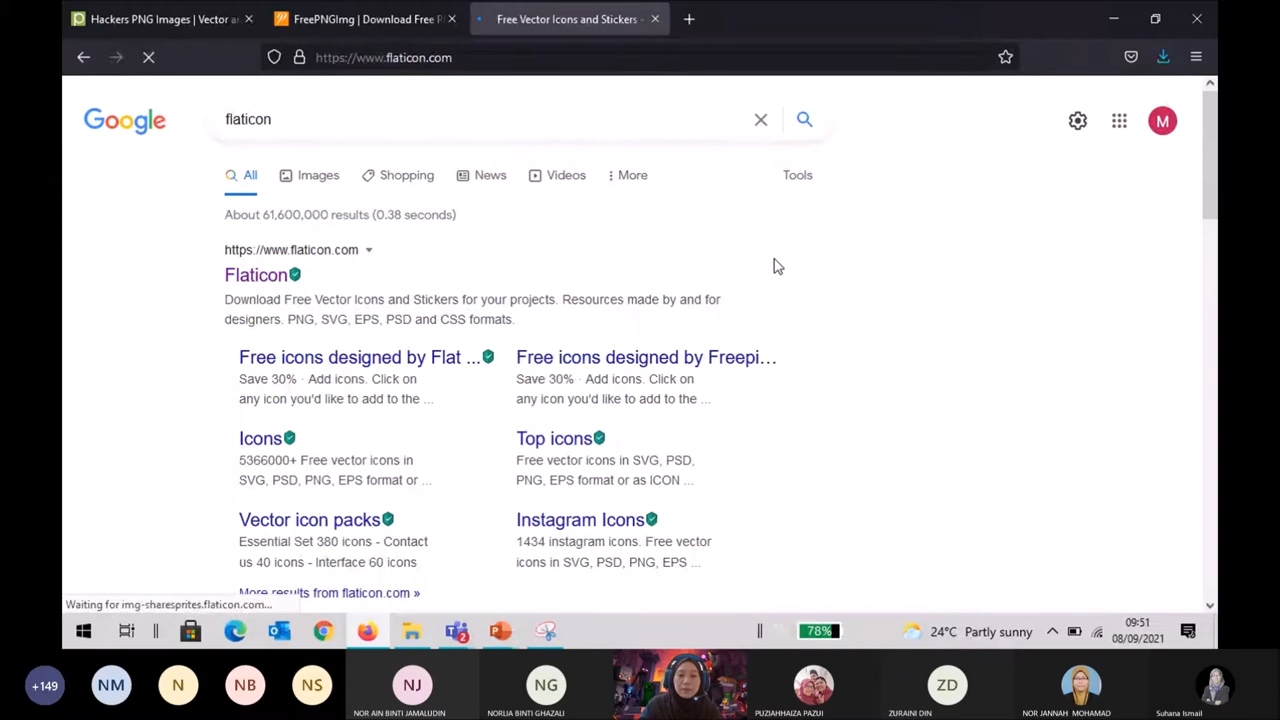 Hackers PNG Images | Vector a
FreePNGImg | Download Free P
Free Vector Icons and Stickers -
https://www.flaticon.com
Google
flaticon
M
All
Images
Shopping
News
Videos
More
Tools
About 61,600,000 results (0.38 seconds)
https://www.flaticon.com
Flaticon
Download Free Vector Icons and Stickers for your projects. Resources made by and for
designers. PNG, SVG, EPS, PSD and CSS formats.
Free icons designed by Flat ...
Save 30% · Add icons. Click on
any icon you'd like to add to the ...
Free icons designed by Freepi...
Save 30% · Add icons. Click on
any icon you'd like to add to the ...
Icons
5366000+ Free vector icons in
SVG, PSD, PNG, EPS format or ...
Top icons
Free vector icons in SVG, PSD,
PNG, EPS format or as ICON ...
Vector icon packs
Essential Set 380 icons - Contact
us 40 icons - Interface 60 icons
Instagram Icons
1434 instagram icons. Free vector
icons in SVG, PSD, PNG, EPS ...
More results from flaticon.com »
Waiting for img-sharesprites.flaticon.com...
2
78%
24°C Partly sunny
09:51
08/09/2021
+149
NM
N
NB
NS
NJ
NOR AIN BINTI JAMALUDIN
NG
NORLIA BINTI GHAZALI
PUZIAHHAIZA PAZUI
ZD
ZURAINI DIN
NOR JANNAH MOHAMAD
Suhana Ismail